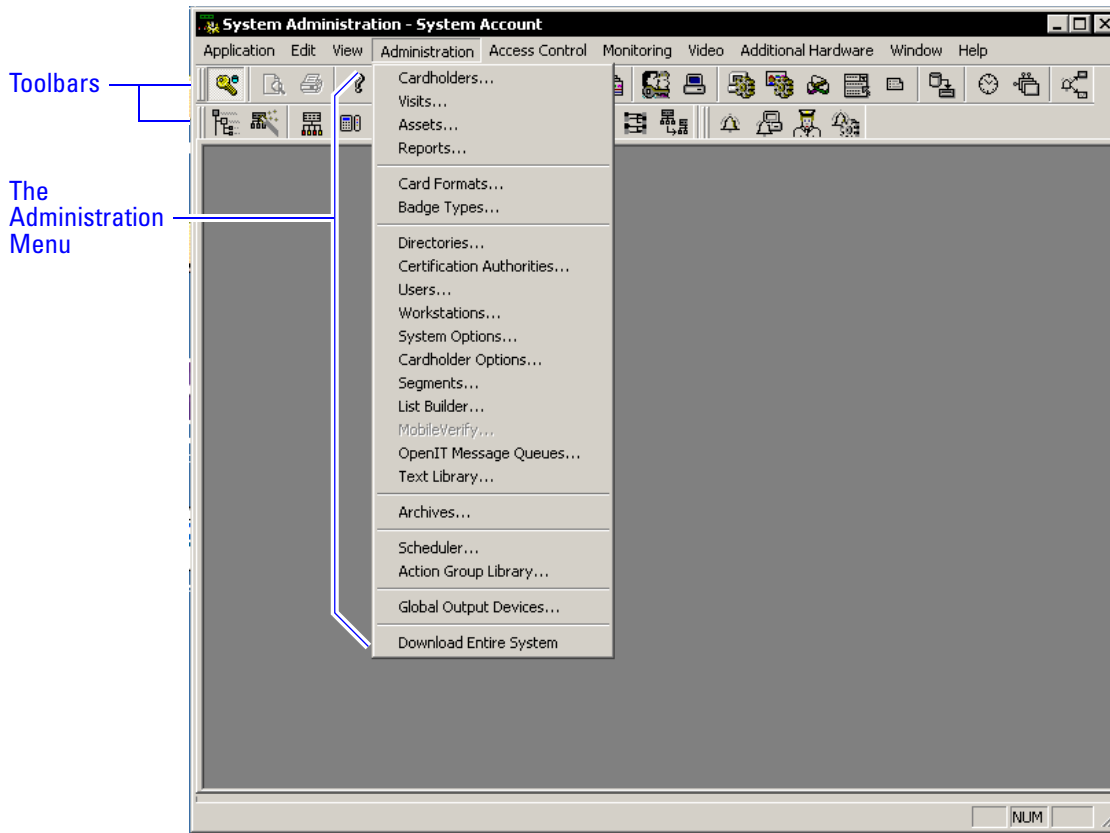 System Administration - System Account
Application Edit View Administration Access Control Monitoring Video Additional Hardware Window Help
Toolbars
The
Administration
Menu
Cardholders...
Visits...
Assets...
Reports...
Card Formats...
Badge Types...
Directories...
Certification Authorities...
Users...
Workstations...
System Options...
Cardholder Options...
Segments...
List Builder...
MobileVerify...
OpenIT Message Queues...
Text Library...
Archives...
Scheduler...
Action Group Library...
Global Output Devices...
Download Entire System
NUM